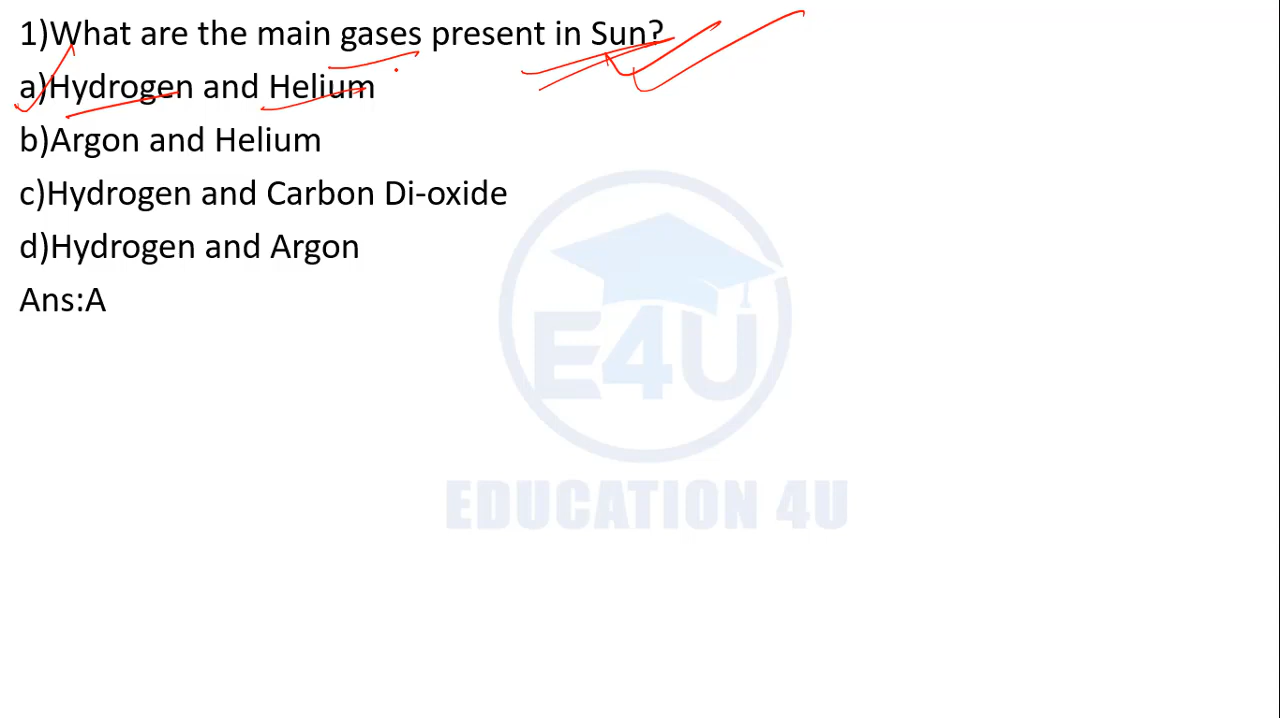 1)What are the main gases present in Sun?
a)Hydrogen and Helium
b)Argon and Helium
c)Hydrogen and Carbon Di-oxide
d)Hydrogen and Argon
Ans:A
E4U
EDUCATION 4U